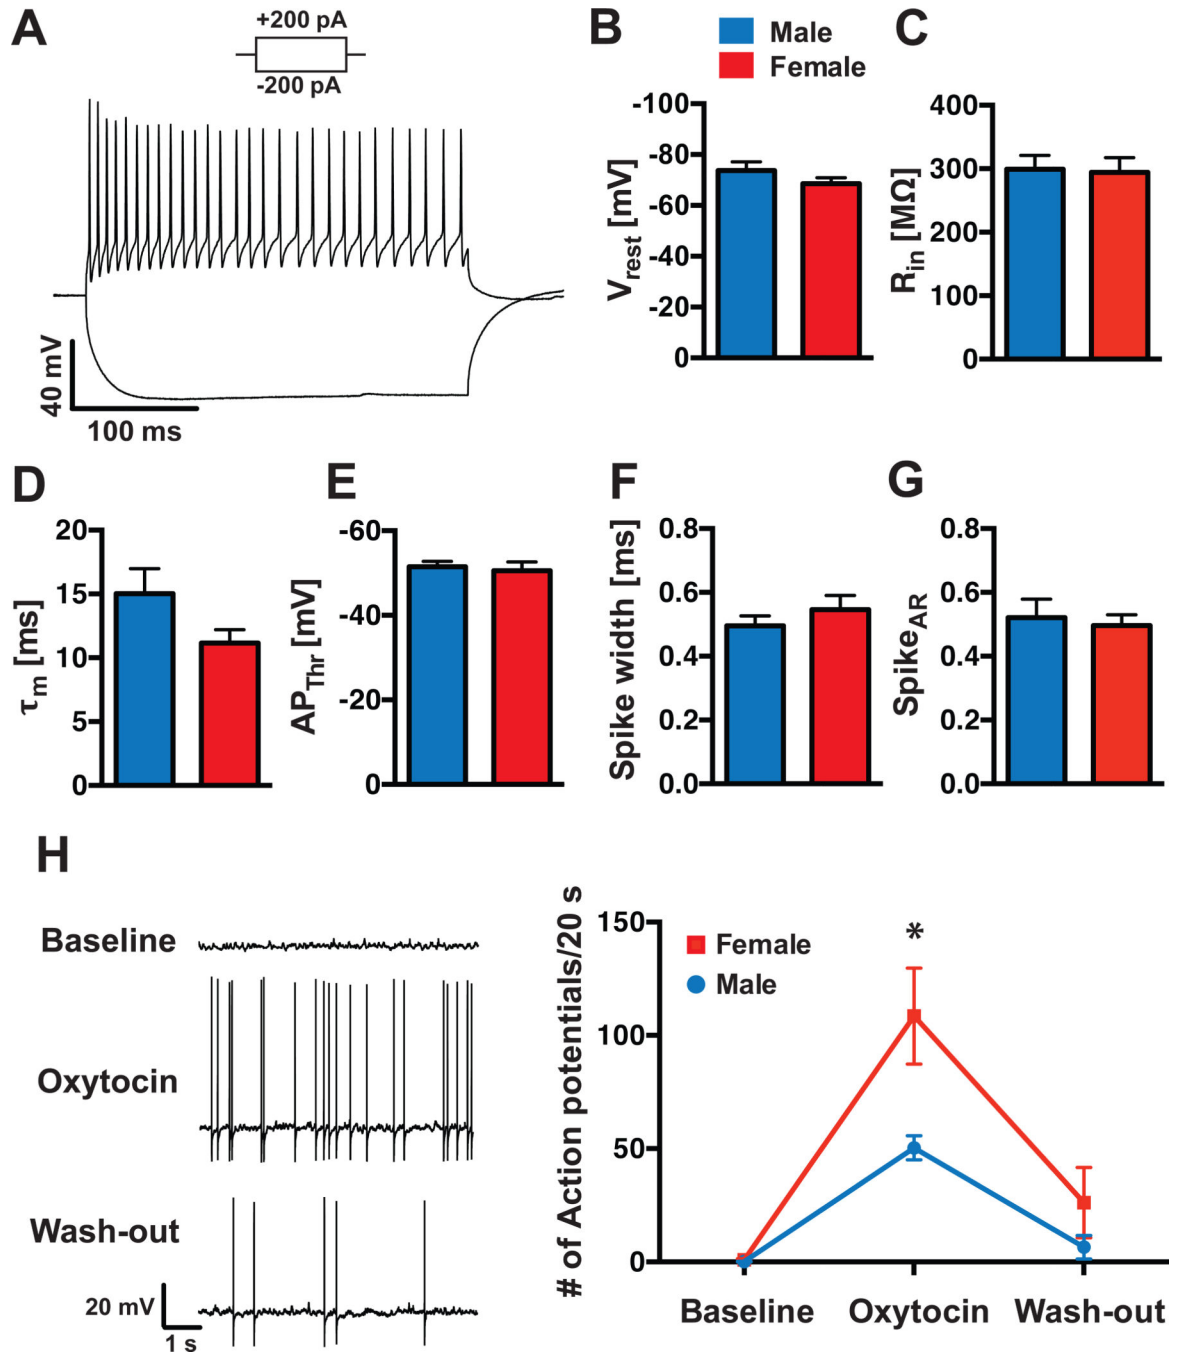 A
+200 pA
-200 pA
40 mV
100 ms
B
Male
Female
Vrest [mV]
-100
-80
-60
-40
-20
0
C
Rin [MΩ]
400
300
200
100
0
D
τm [ms]
20
15
10
5
0
E
APThr [mV]
-60
-40
-20
0
F
Spike width [ms]
0.8
0.6
0.4
0.2
0.0
G
SpikeAR
0.8
0.6
0.4
0.2
0.0
H
Baseline
Oxytocin
Wash-out
20 mV
1 s
# of Action potentials/20 s
150
100
50
0
Female
Male
*
Baseline Oxytocin Wash-out